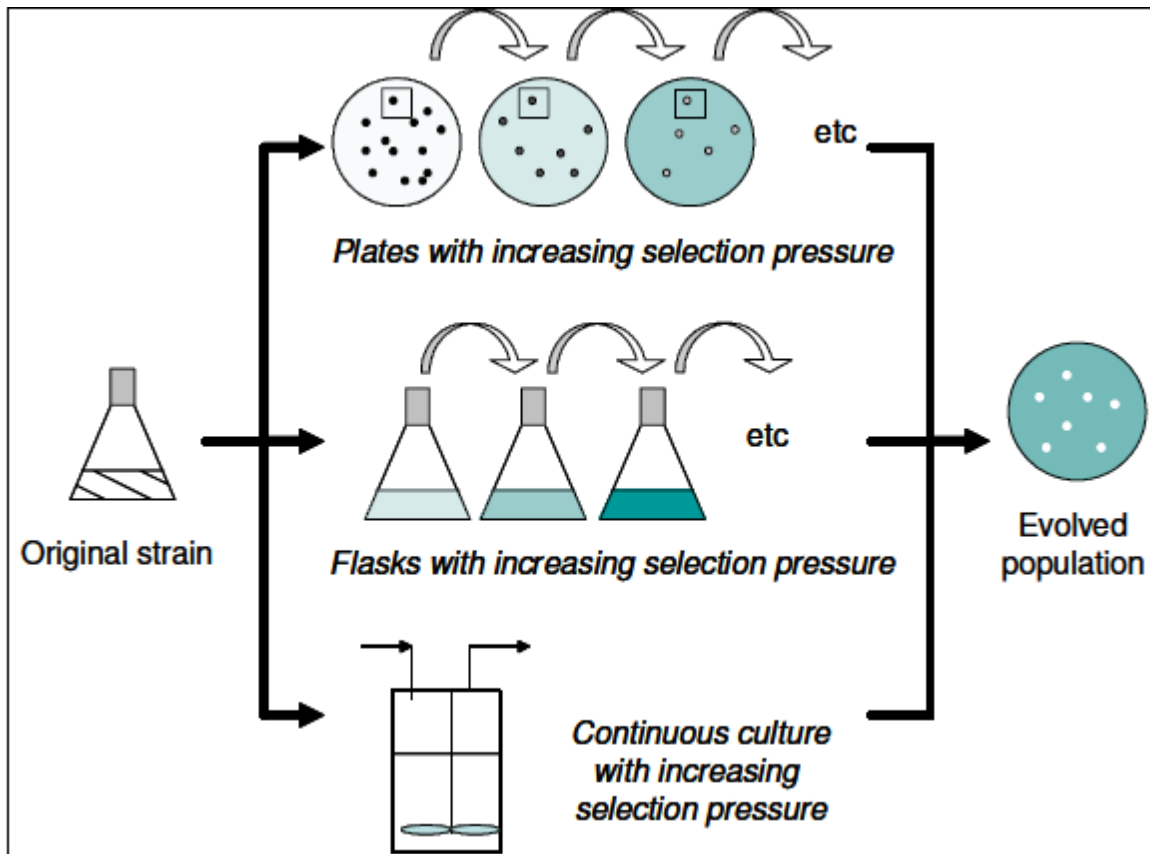 etc
Plates with increasing selection pressure
etc
Original strain
Flasks with increasing selection pressure
Evolved
population
Continuous culture
with increasing
selection pressure